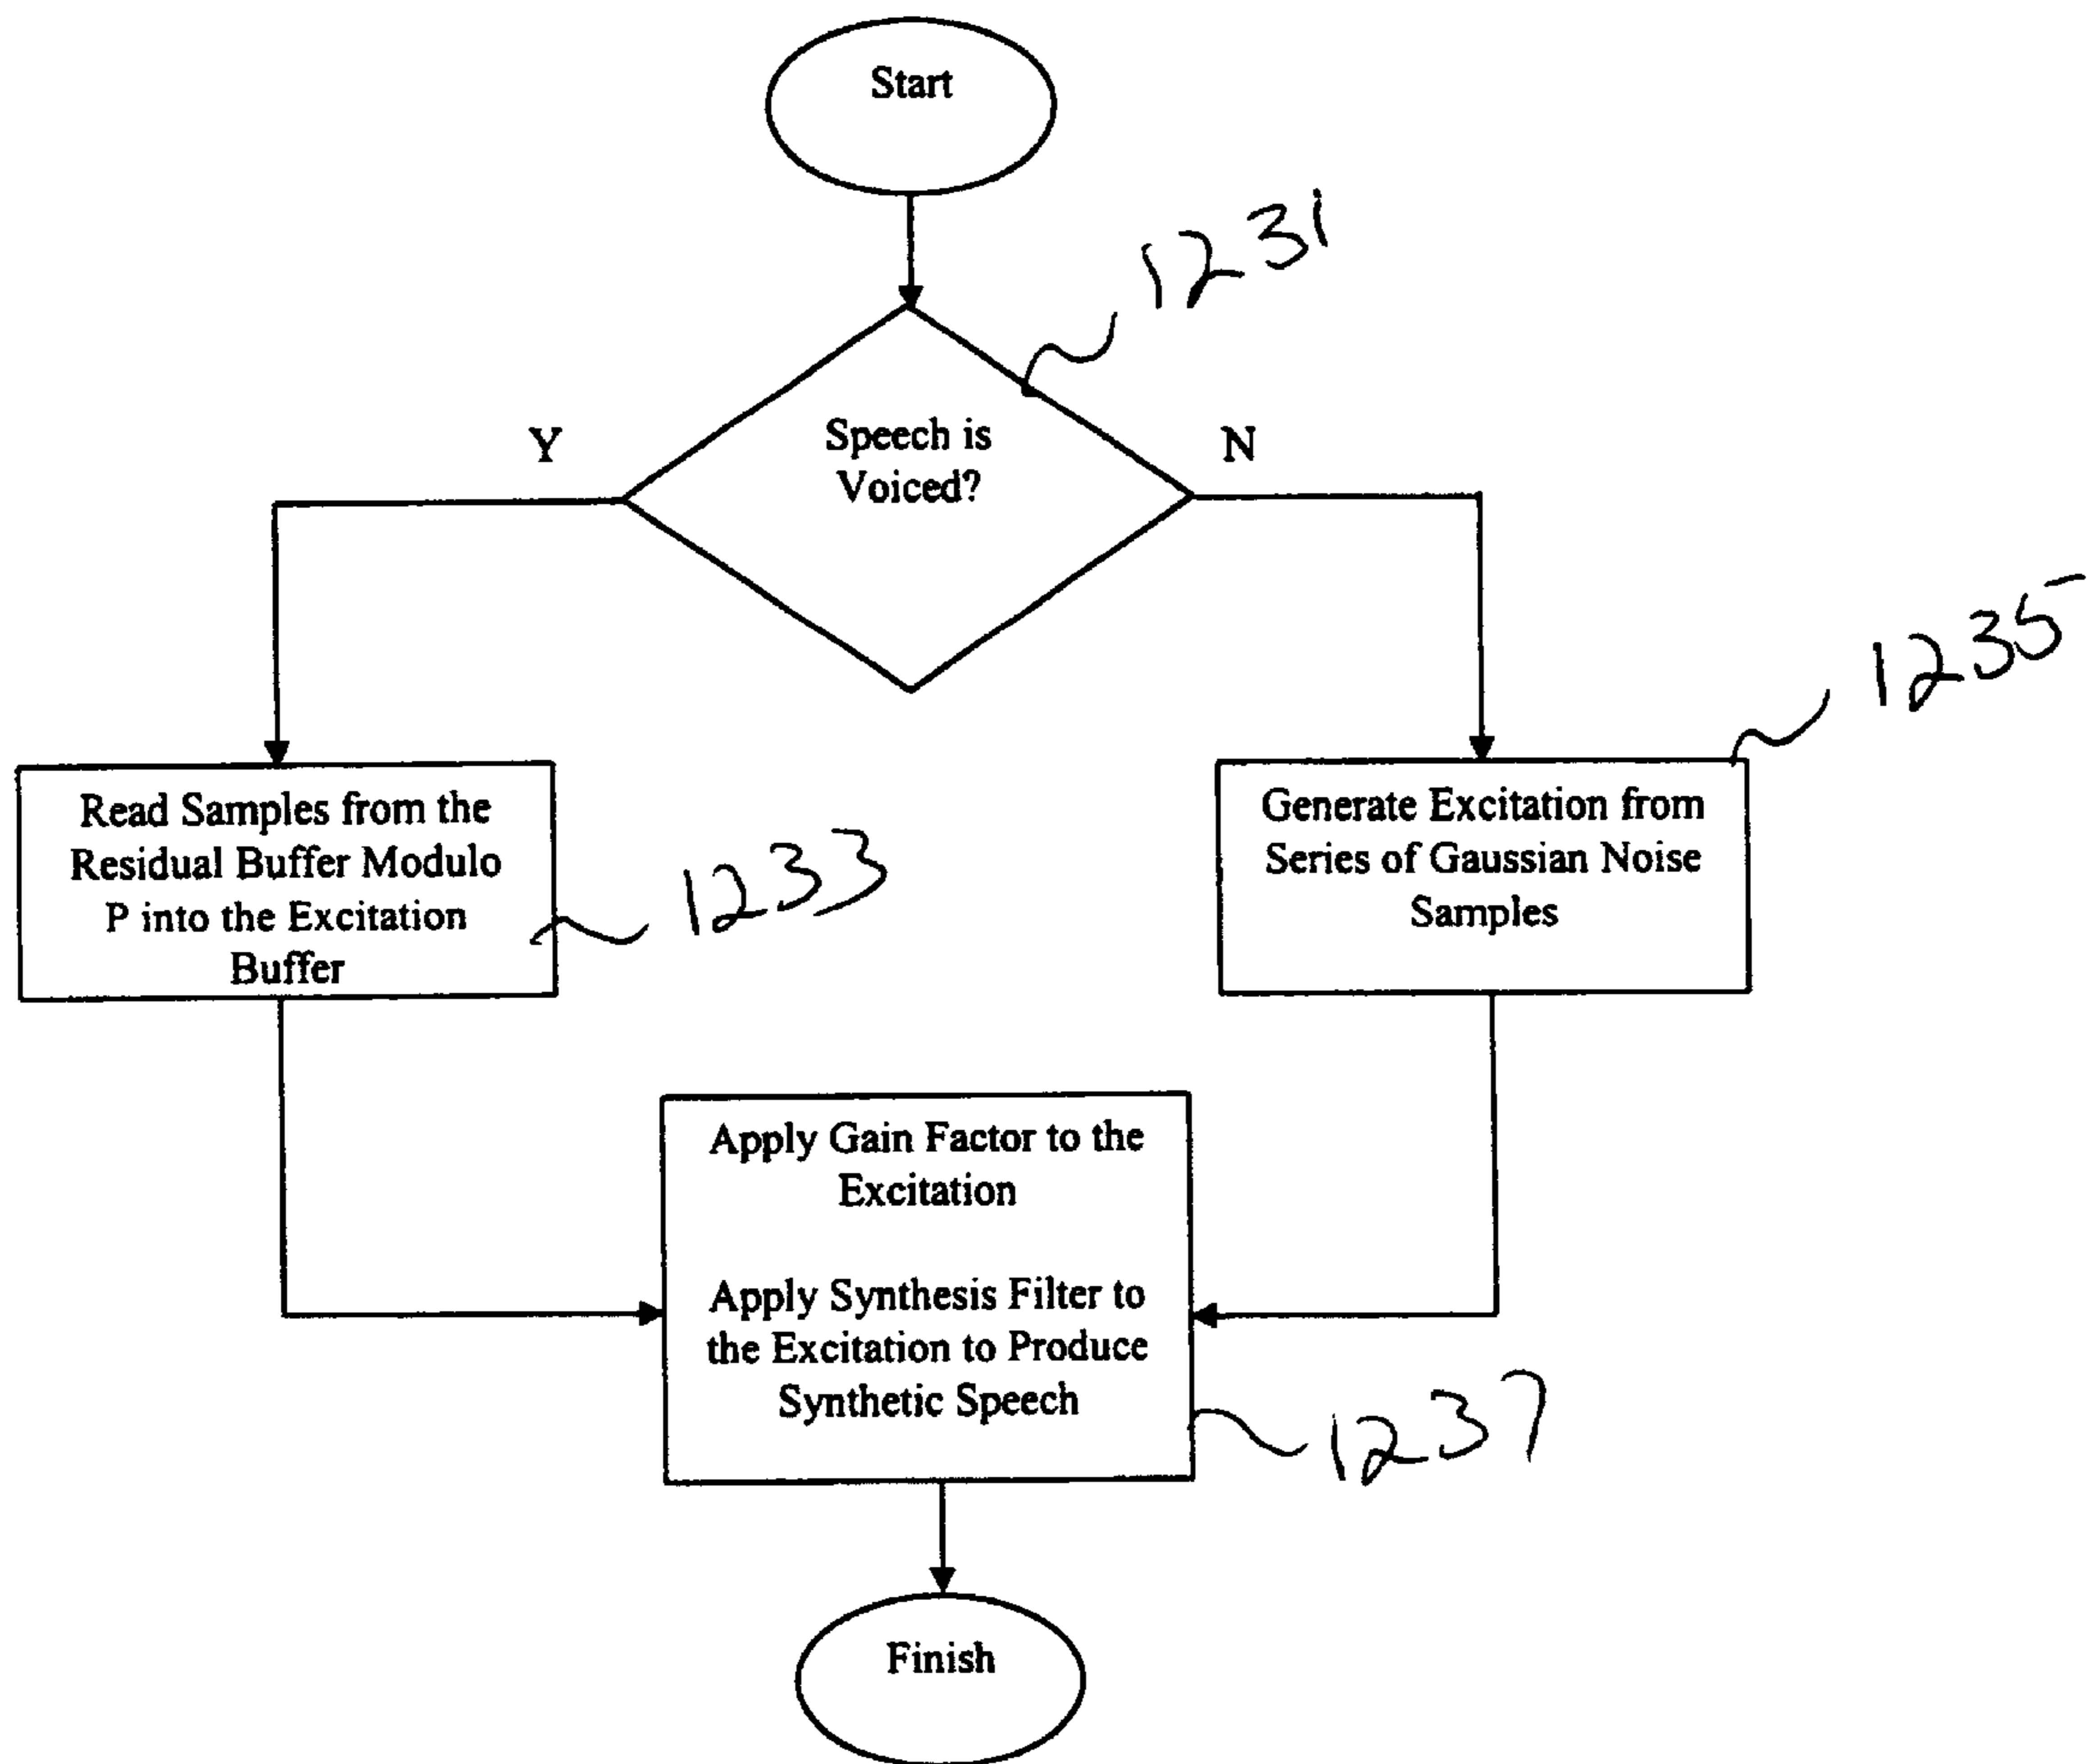 Start
1231
Y
Speech is
Voiced?
N
1235
Read Samples from the
Residual Buffer Modulo
P into the Excitation
Buffer
1233
Generate Excitation from
Series of Gaussian Noise
Samples
Apply Gain Factor to the
Excitation
Apply Synthesis Filter to
the Excitation to Produce
Synthetic Speech
1237
Finish